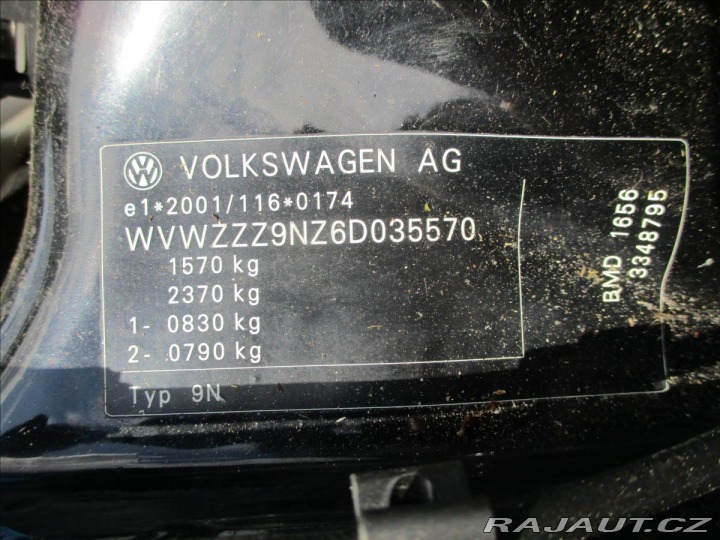 VOLKSWAGEN AG
e1*2001/116*0174
WVWZZZ9NZ6D035570
1570 kg
2370 kg
1- 0830 kg
2- 0790 kg
Typ 9N
BMD 1656
3348795
RAJAUT.CZ